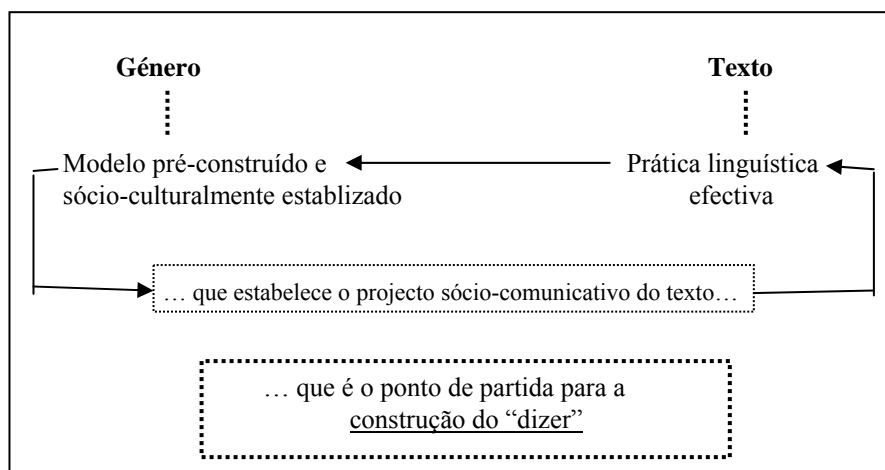 Género
Texto
Modelo pré-construído e
sócio-culturalmente establizado
Prática linguística
efectiva
… que estabelece o projecto sócio-comunicativo do texto…
… que é o ponto de partida para a
construção do “dizer”